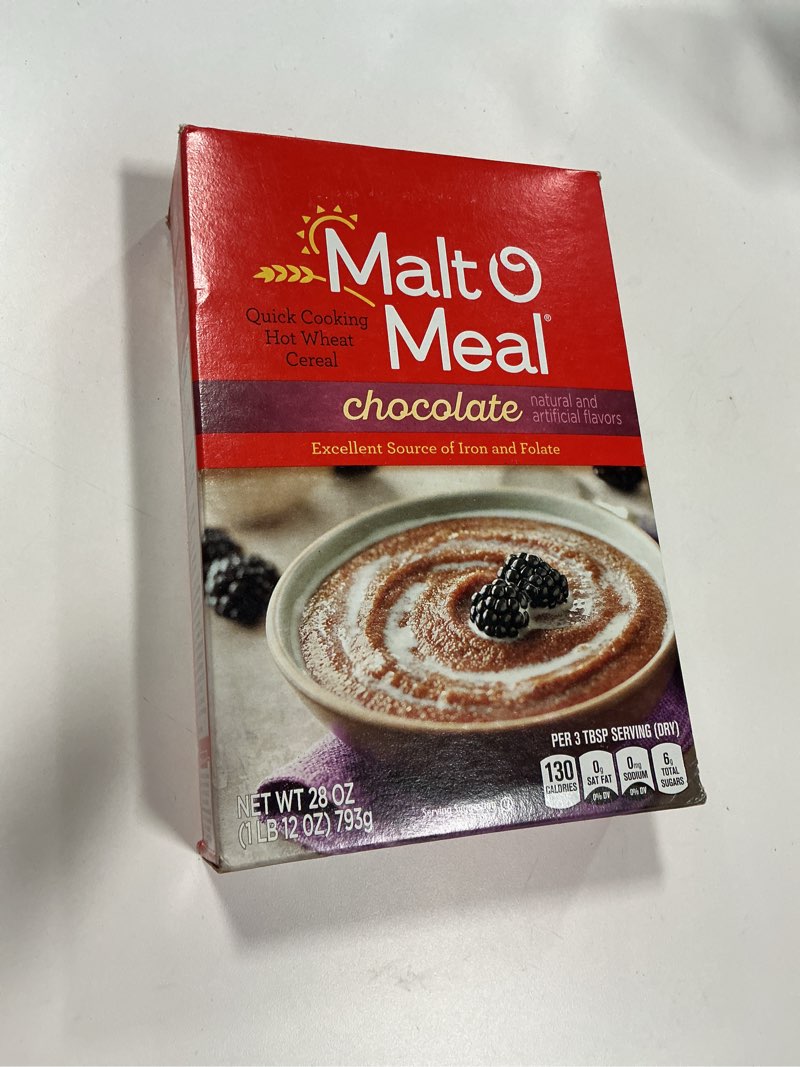 Malt O
Meal®
Quick Cooking
Hot Wheat
Cereal
chocolate
natural and
artificial flavors
Excellent Source of Iron and Folate
PER 3 TBSP SERVING (DRY)
130
CALORIES
0g
SAT FAT
0% DV
0mg
SODIUM
0% DV
6g
TOTAL
SUGARS
NET WT 28 OZ
(1 LB 12 OZ) 793g